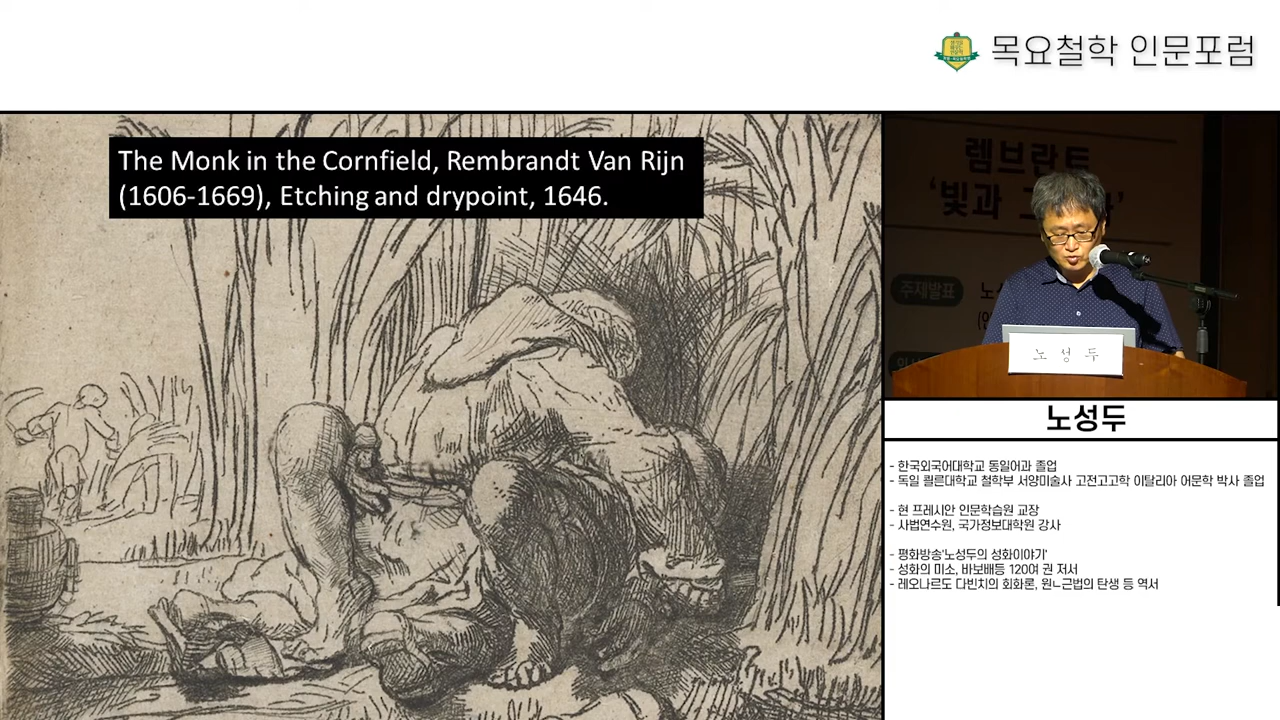 목요철학 인문포럼
The Monk in the Cornfield, Rembrandt Van Rijn
(1606-1669), Etching and drypoint, 1646.
렘브란트
'빛과
주제발표
노성두
노성두
- 한국외국어대학교 동일어과 졸업
- 독일 쾰른대학교 철학부 서양미술사 고전고고학 이탈리아 어문학 박사 졸업
- 현 프레시안 인문학습원 교장
- 사법연수원, 국가정보대학원 강사
- 평화방송'노성두의 성화이야기'
- 성화의 미소, 바보배등 120여 권 저서
- 레오나르도 다빈치의 회화론, 원ㄴ근법의 탄생 등 역서